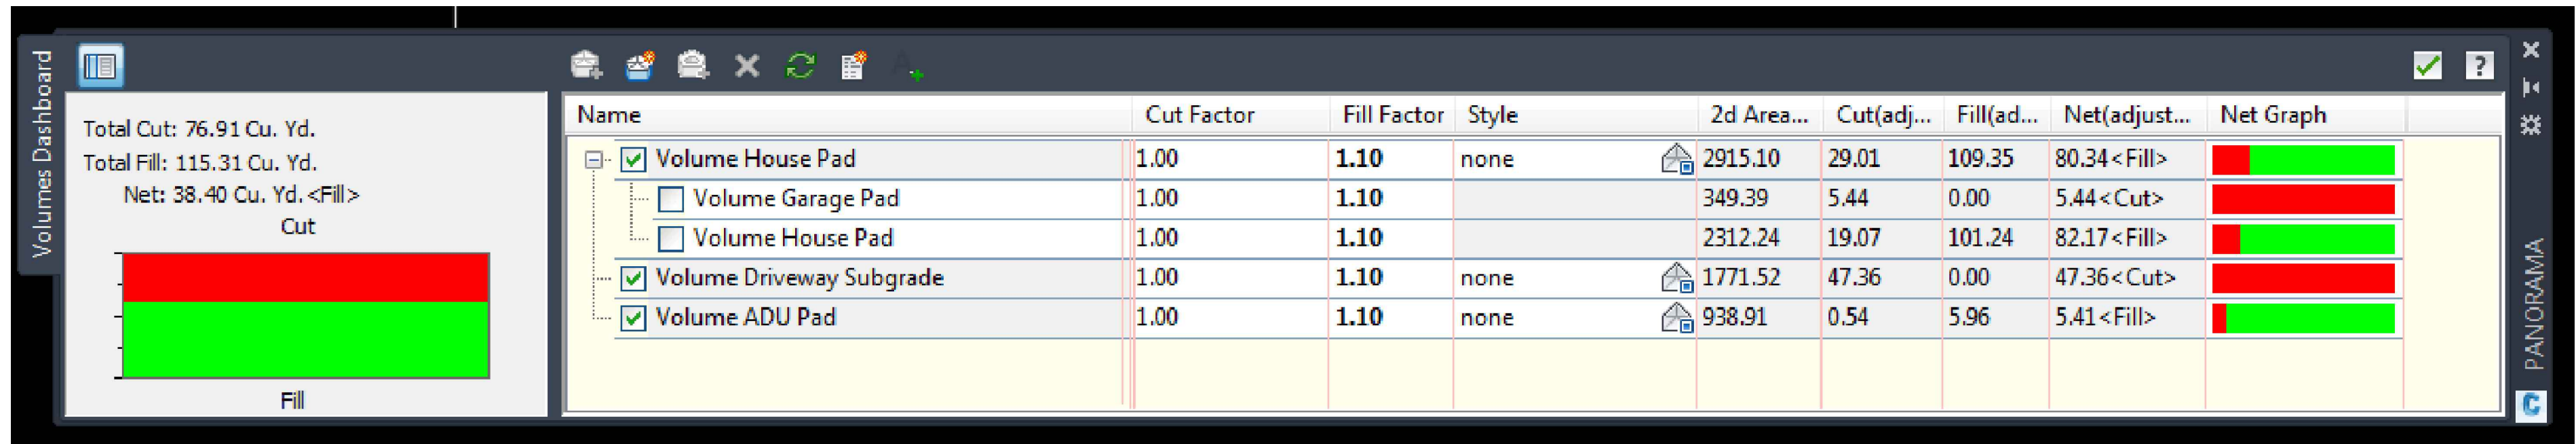 Volumes Dashboard
Total Cut: 76.91 Cu. Yd.
Total Fill: 115.31 Cu. Yd.
Net: 38.40 Cu. Yd.<Fill>
Cut
Fill
Name Cut Factor Fill Factor Style 2d Area... Cut(adj... Fill(ad... Net(adjust... Net Graph
Volume House Pad 1.00 1.10 none 2915.10 29.01 109.35 80.34<Fill>
Volume Garage Pad 1.00 1.10 349.39 5.44 0.00 5.44<Cut>
Volume House Pad 1.00 1.10 2312.24 19.07 101.24 82.17<Fill>
Volume Driveway Subgrade 1.00 1.10 none 1771.52 47.36 0.00 47.36<Cut>
Volume ADU Pad 1.00 1.10 none 938.91 0.54 5.96 5.41<Fill>
PANORAMA